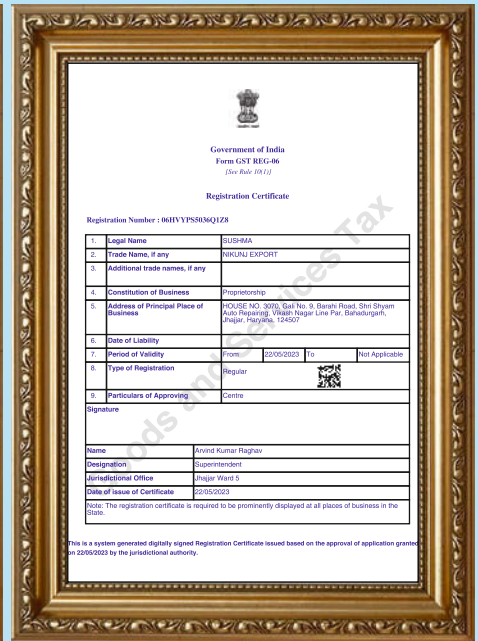 Government of India
Form GST REG-06
[See Rule 10(1)]
Registration Certificate
Registration Number : 06HVYPS5036Q1Z8
1. Legal Name SUSHMA
2. Trade Name, if any NIKUNJ EXPORT
3. Additional trade names, if any
4. Constitution of Business Proprietorship
5. Address of Principal Place of Business HOUSE NO. 3070, Gali No. 9, Barahi Road, Shri Shyam
Auto Repairing, Vikash Nagar Line Par, Bahadurgarh,
Jhajjar, Haryana, 124507
6. Date of Liability
7. Period of Validity From 22/05/2023 To Not Applicable
8. Type of Registration Regular
9. Particulars of Approving Centre
Signature
Name Arvind Kumar Raghav
Designation Superintendent
Jurisdictional Office Jhajjar Ward 5
Date of issue of Certificate 22/05/2023
Note: The registration certificate is required to be prominently displayed at all places of business in the
State.
This is a system generated digitally signed Registration Certificate issued based on the approval of application granted
on 22/05/2023 by the jurisdictional authority.
Goods and Services Tax